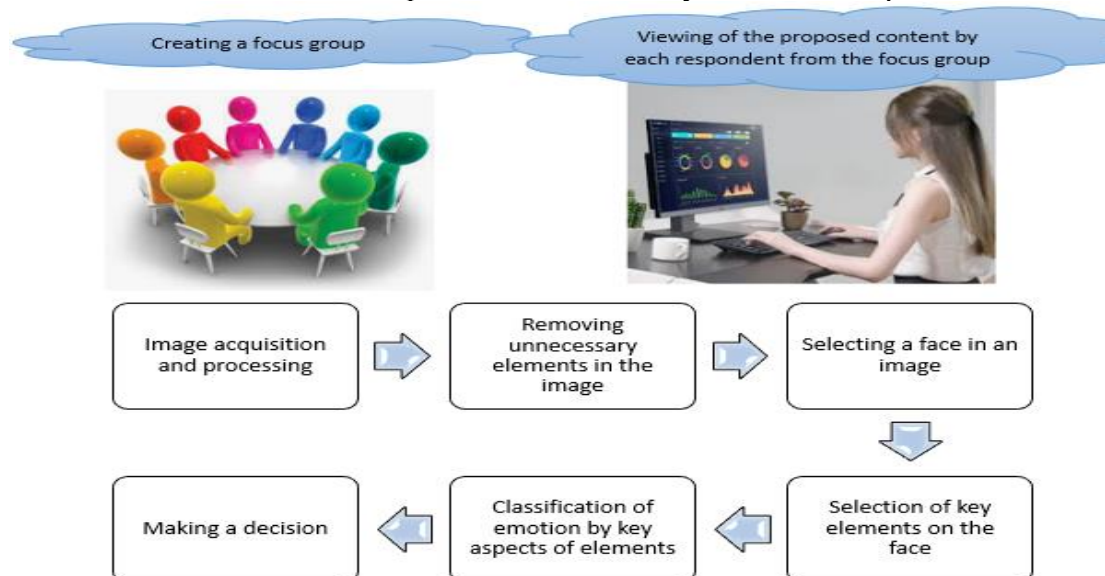 Creating a focus group
Viewing of the proposed content by
each respondent from the focus group
Image acquisition
and processing
Removing
unnecessary
elements in the
image
Selecting a face in an
image
Selection of key
elements on the
face
Classification of
emotion by key
aspects of elements
Making a decision